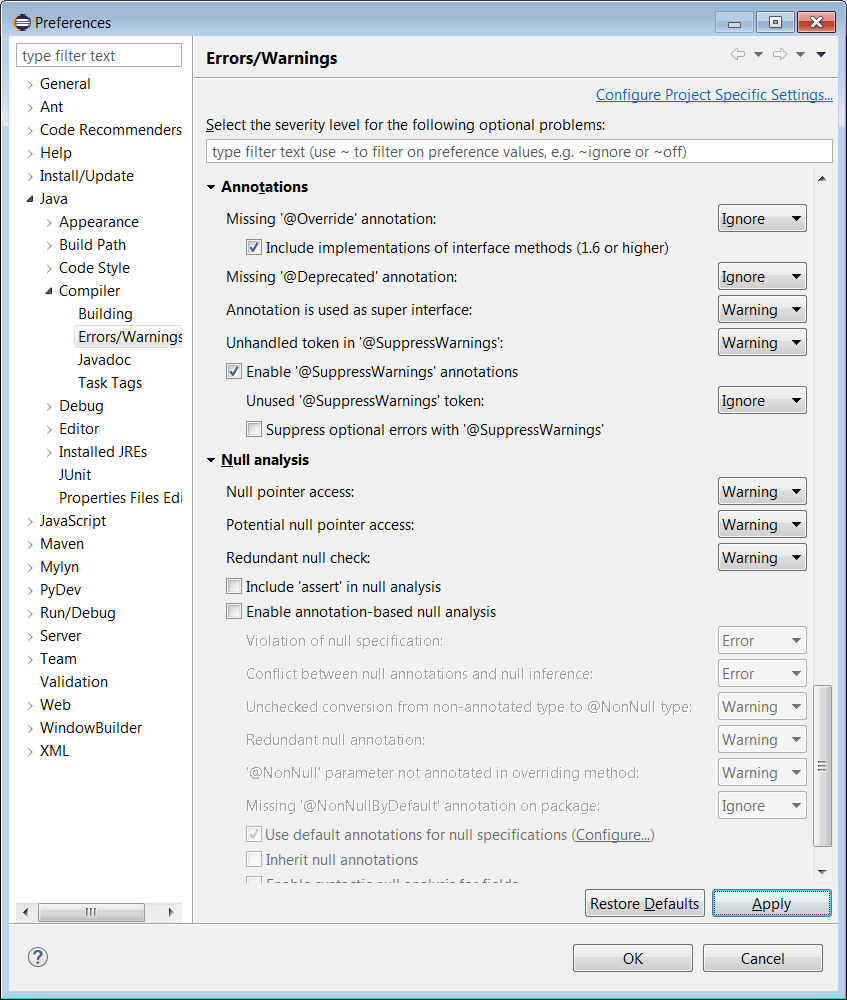 Preferences
type filter text
General
Ant
Code Recommenders
Help
Install/Update
Java
Appearance
Build Path
Code Style
Compiler
Building
Errors/Warnings
Javadoc
Task Tags
Debug
Editor
Installed JREs
JUnit
Properties Files Edi
JavaScript
Maven
Mylyn
PyDev
Run/Debug
Server
Team
Validation
Web
WindowBuilder
XML
Errors/Warnings
Configure Project Specific Settings...
Select the severity level for the following optional problems:
type filter text (use ~ to filter on preference values, e.g. ~ignore or ~off)
Annotations
Missing '@Override' annotation: Ignore
Include implementations of interface methods (1.6 or higher)
Missing '@Deprecated' annotation: Ignore
Annotation is used as super interface: Warning
Unhandled token in '@SuppressWarnings': Warning
Enable '@SuppressWarnings' annotations
Unused '@SuppressWarnings' token: Ignore
Suppress optional errors with '@SuppressWarnings'
Null analysis
Null pointer access: Warning
Potential null pointer access: Warning
Redundant null check: Warning
Include 'assert' in null analysis
Enable annotation-based null analysis
Violation of null specification: Error
Conflict between null annotations and null inference: Error
Unchecked conversion from non-annotated type to @NonNull type: Warning
Redundant null annotation: Warning
'@NonNull' parameter not annotated in overriding method: Warning
Missing '@NonNullByDefault' annotation on package: Ignore
Use default annotations for null specifications (Configure...)
Inherit null annotations
Enable syntactic null analysis for fields
Restore Defaults
Apply
OK
Cancel